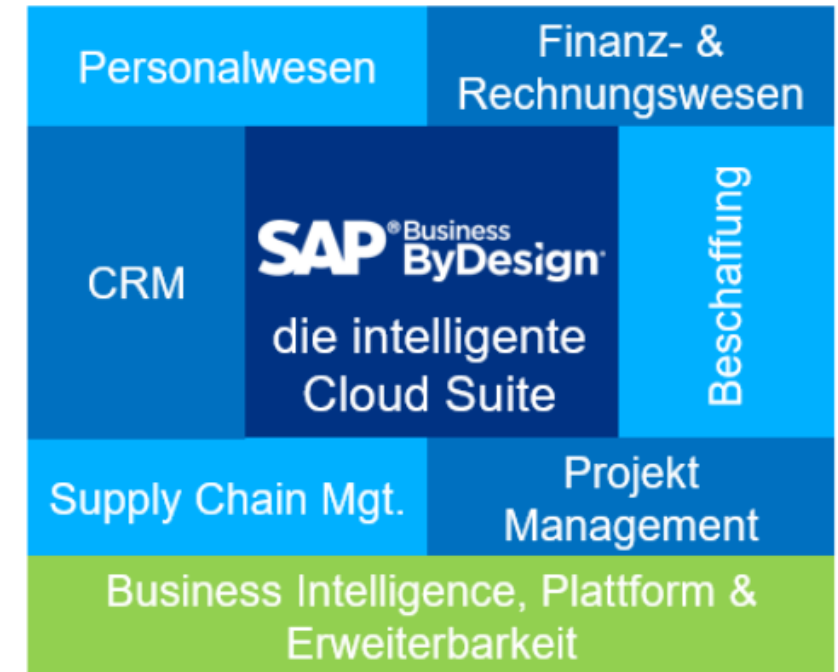 Personalwesen
Finanz- &
Rechnungswesen
CRM
SAP® Business
ByDesign
die intelligente
Cloud Suite
Beschaffung
Supply Chain Mgt.
Projekt
Management
Business Intelligence, Plattform &
Erweiterbarkeit